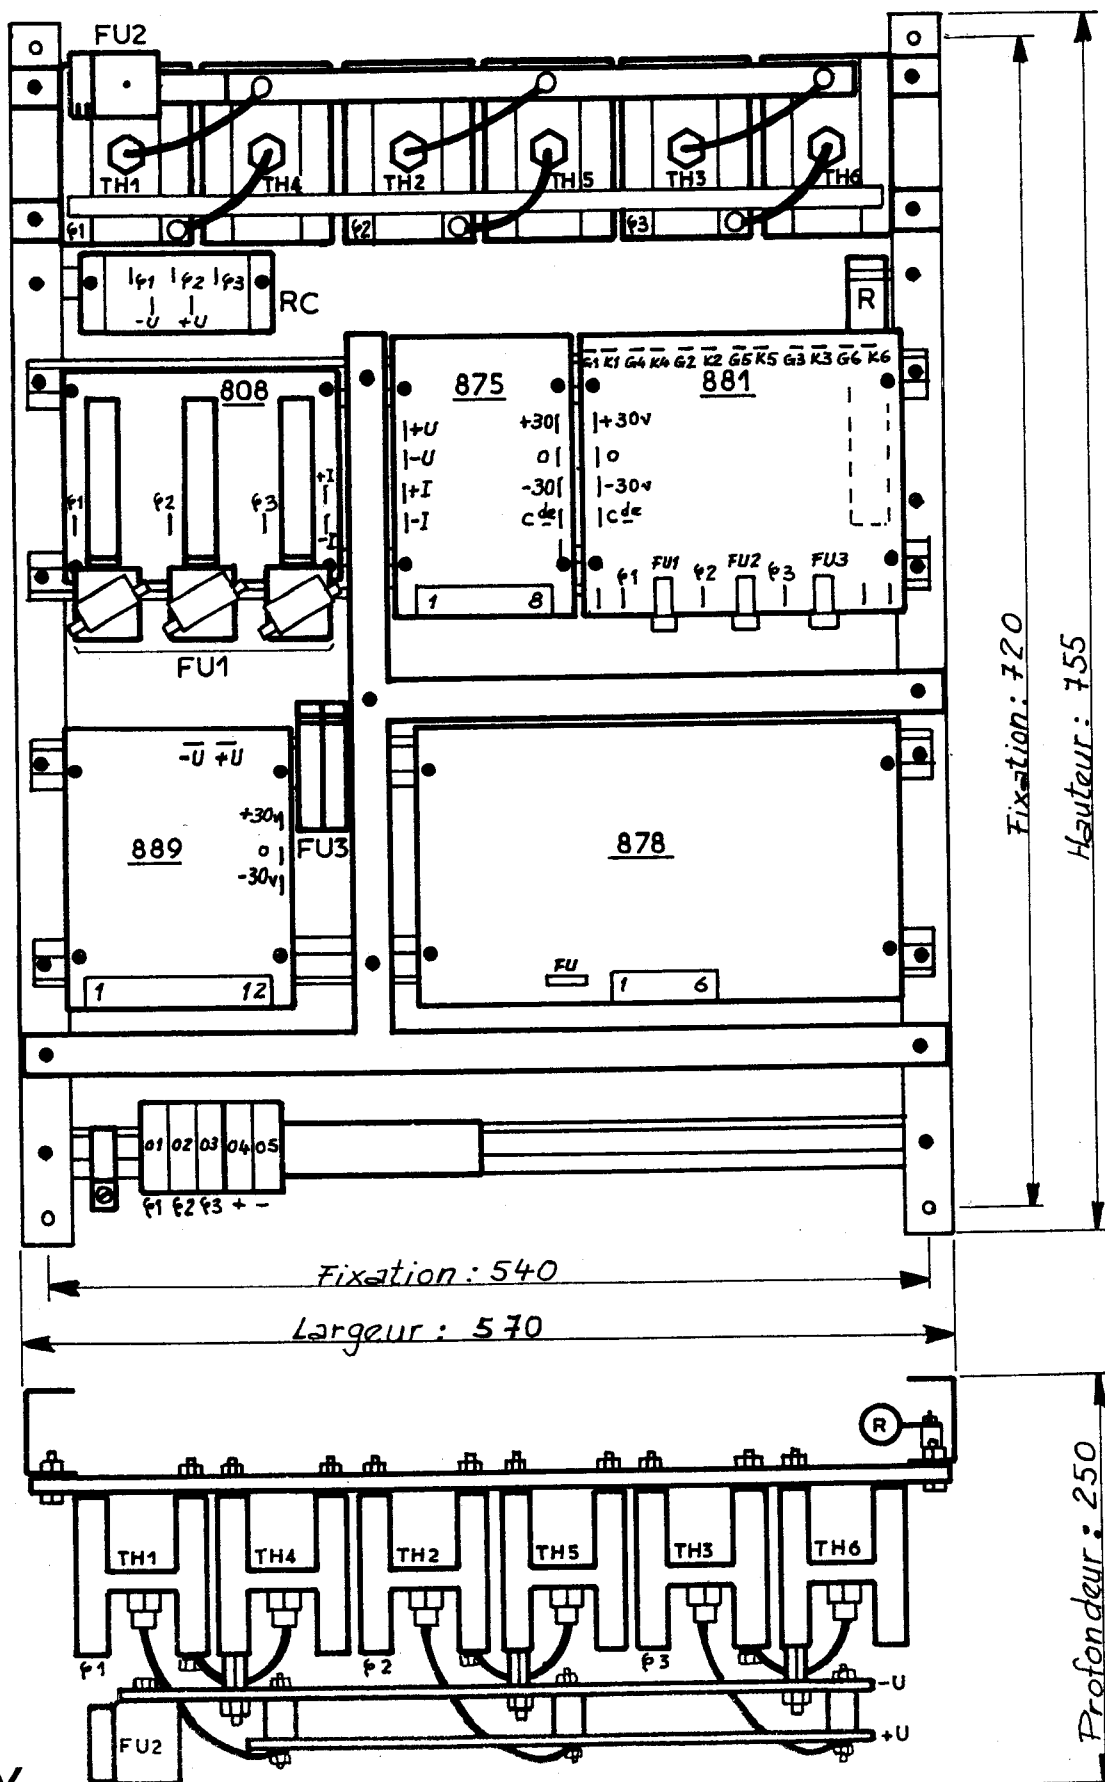 FU2
TH1 TH4 TH2 TH5 TH3 TH6
φ1 φ2 φ3
φ1 φ2 φ3
-U +U
RC
R
808
φ1 φ2 φ3
+I
-I
FU1
875
+U +30
-U 0
+I -30
-I Cde
1 8
G1 K1 G4 K4 G2 K2 G5 K5 G3 K3 G6 K6
881
+30v
0
-30v
Cde
φ1 FU1 φ2 FU2 φ3 FU3
-U +U
+30v
0
-30v
889
1 12
FU3
878
FU
1 6
01 02 03 04 05
φ1 φ2 φ3 + -
Fixation : 720
Hauteur : 755
Fixation : 540
Largeur : 570
R
TH1 TH4 TH2 TH5 TH3 TH6
φ1 φ2 φ3
-U
+U
FU2
Profondeur : 250